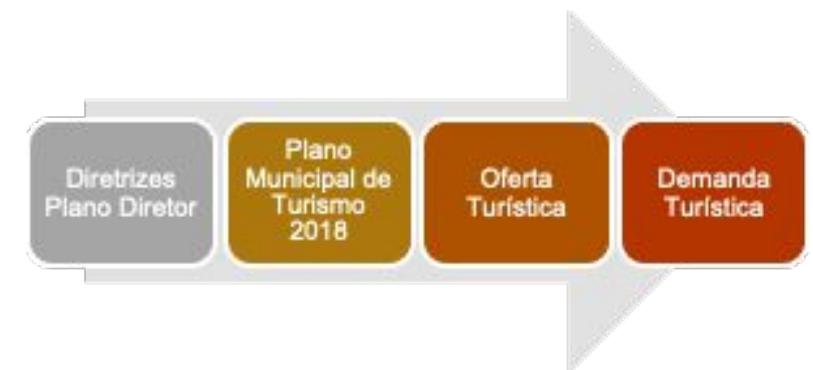 Diretrizes
Plano Diretor
Plano
Municipal de
Turismo
2018
Oferta
Turística
Demanda
Turística